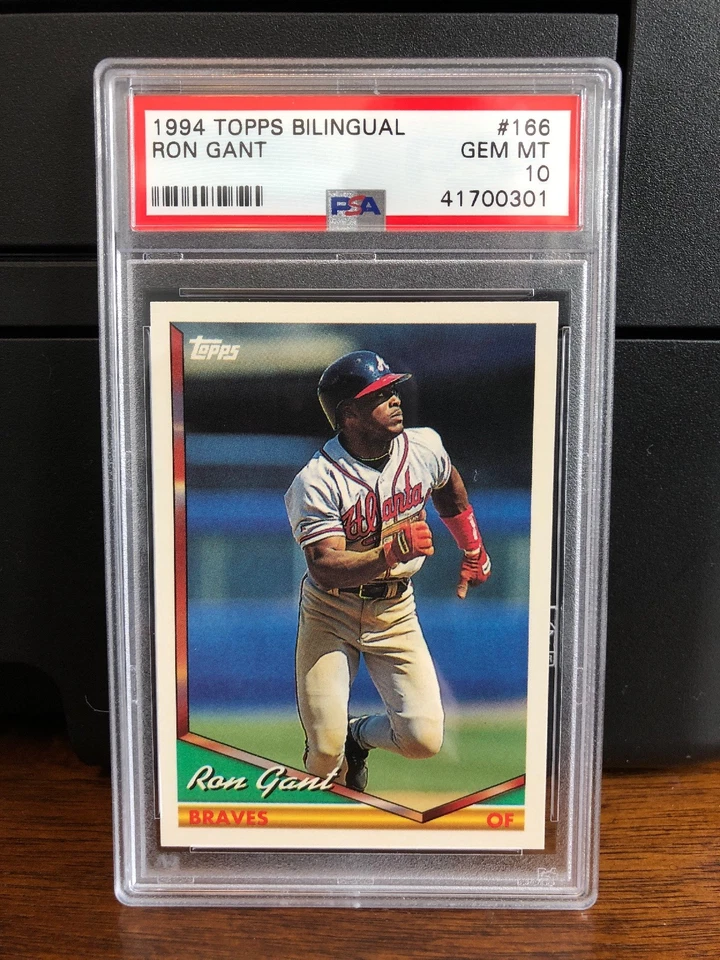 1994 TOPPS BILINGUAL #166
RON GANT GEM MT
10
PSA 41700301
Topps
A
Atlanta
Ron Gant
BRAVES OF